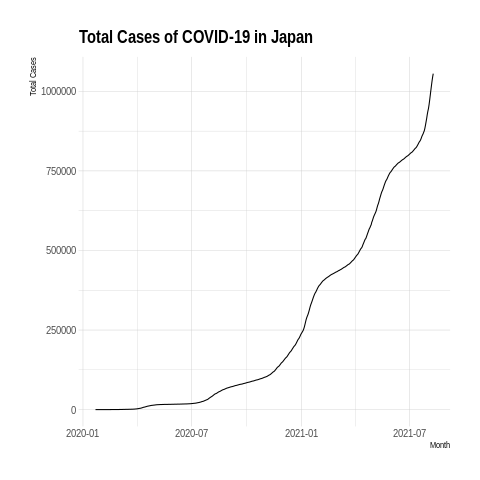 Total Cases of COVID-19 in Japan
Total Cases
1000000
750000
500000
250000
0
2020-01 2020-07 2021-01 2021-07
Month